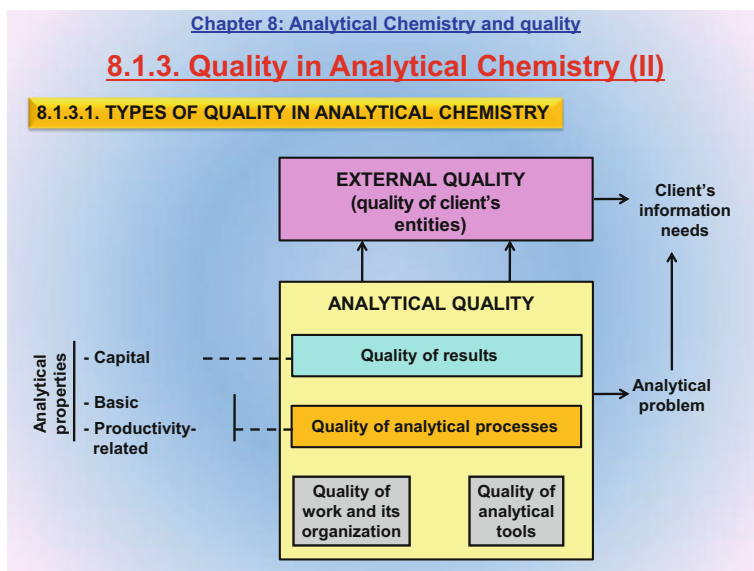 Chapter 8: Analytical Chemistry and quality
8.1.3. Quality in Analytical Chemistry (II)
8.1.3.1. TYPES OF QUALITY IN ANALYTICAL CHEMISTRY
EXTERNAL QUALITY
(quality of client's
entities)
Client's
information
needs
ANALYTICAL QUALITY
Analytical
properties
- Capital
Quality of results
- Basic
- Productivity-
related
Quality of analytical processes
Analytical
problem
Quality of
work and its
organization
Quality of
analytical
tools